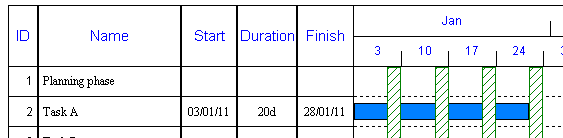 ID Name Start Duration Finish Jan
3 10 17 24
1 Planning phase
2 Task A 03/01/11 20d 28/01/11